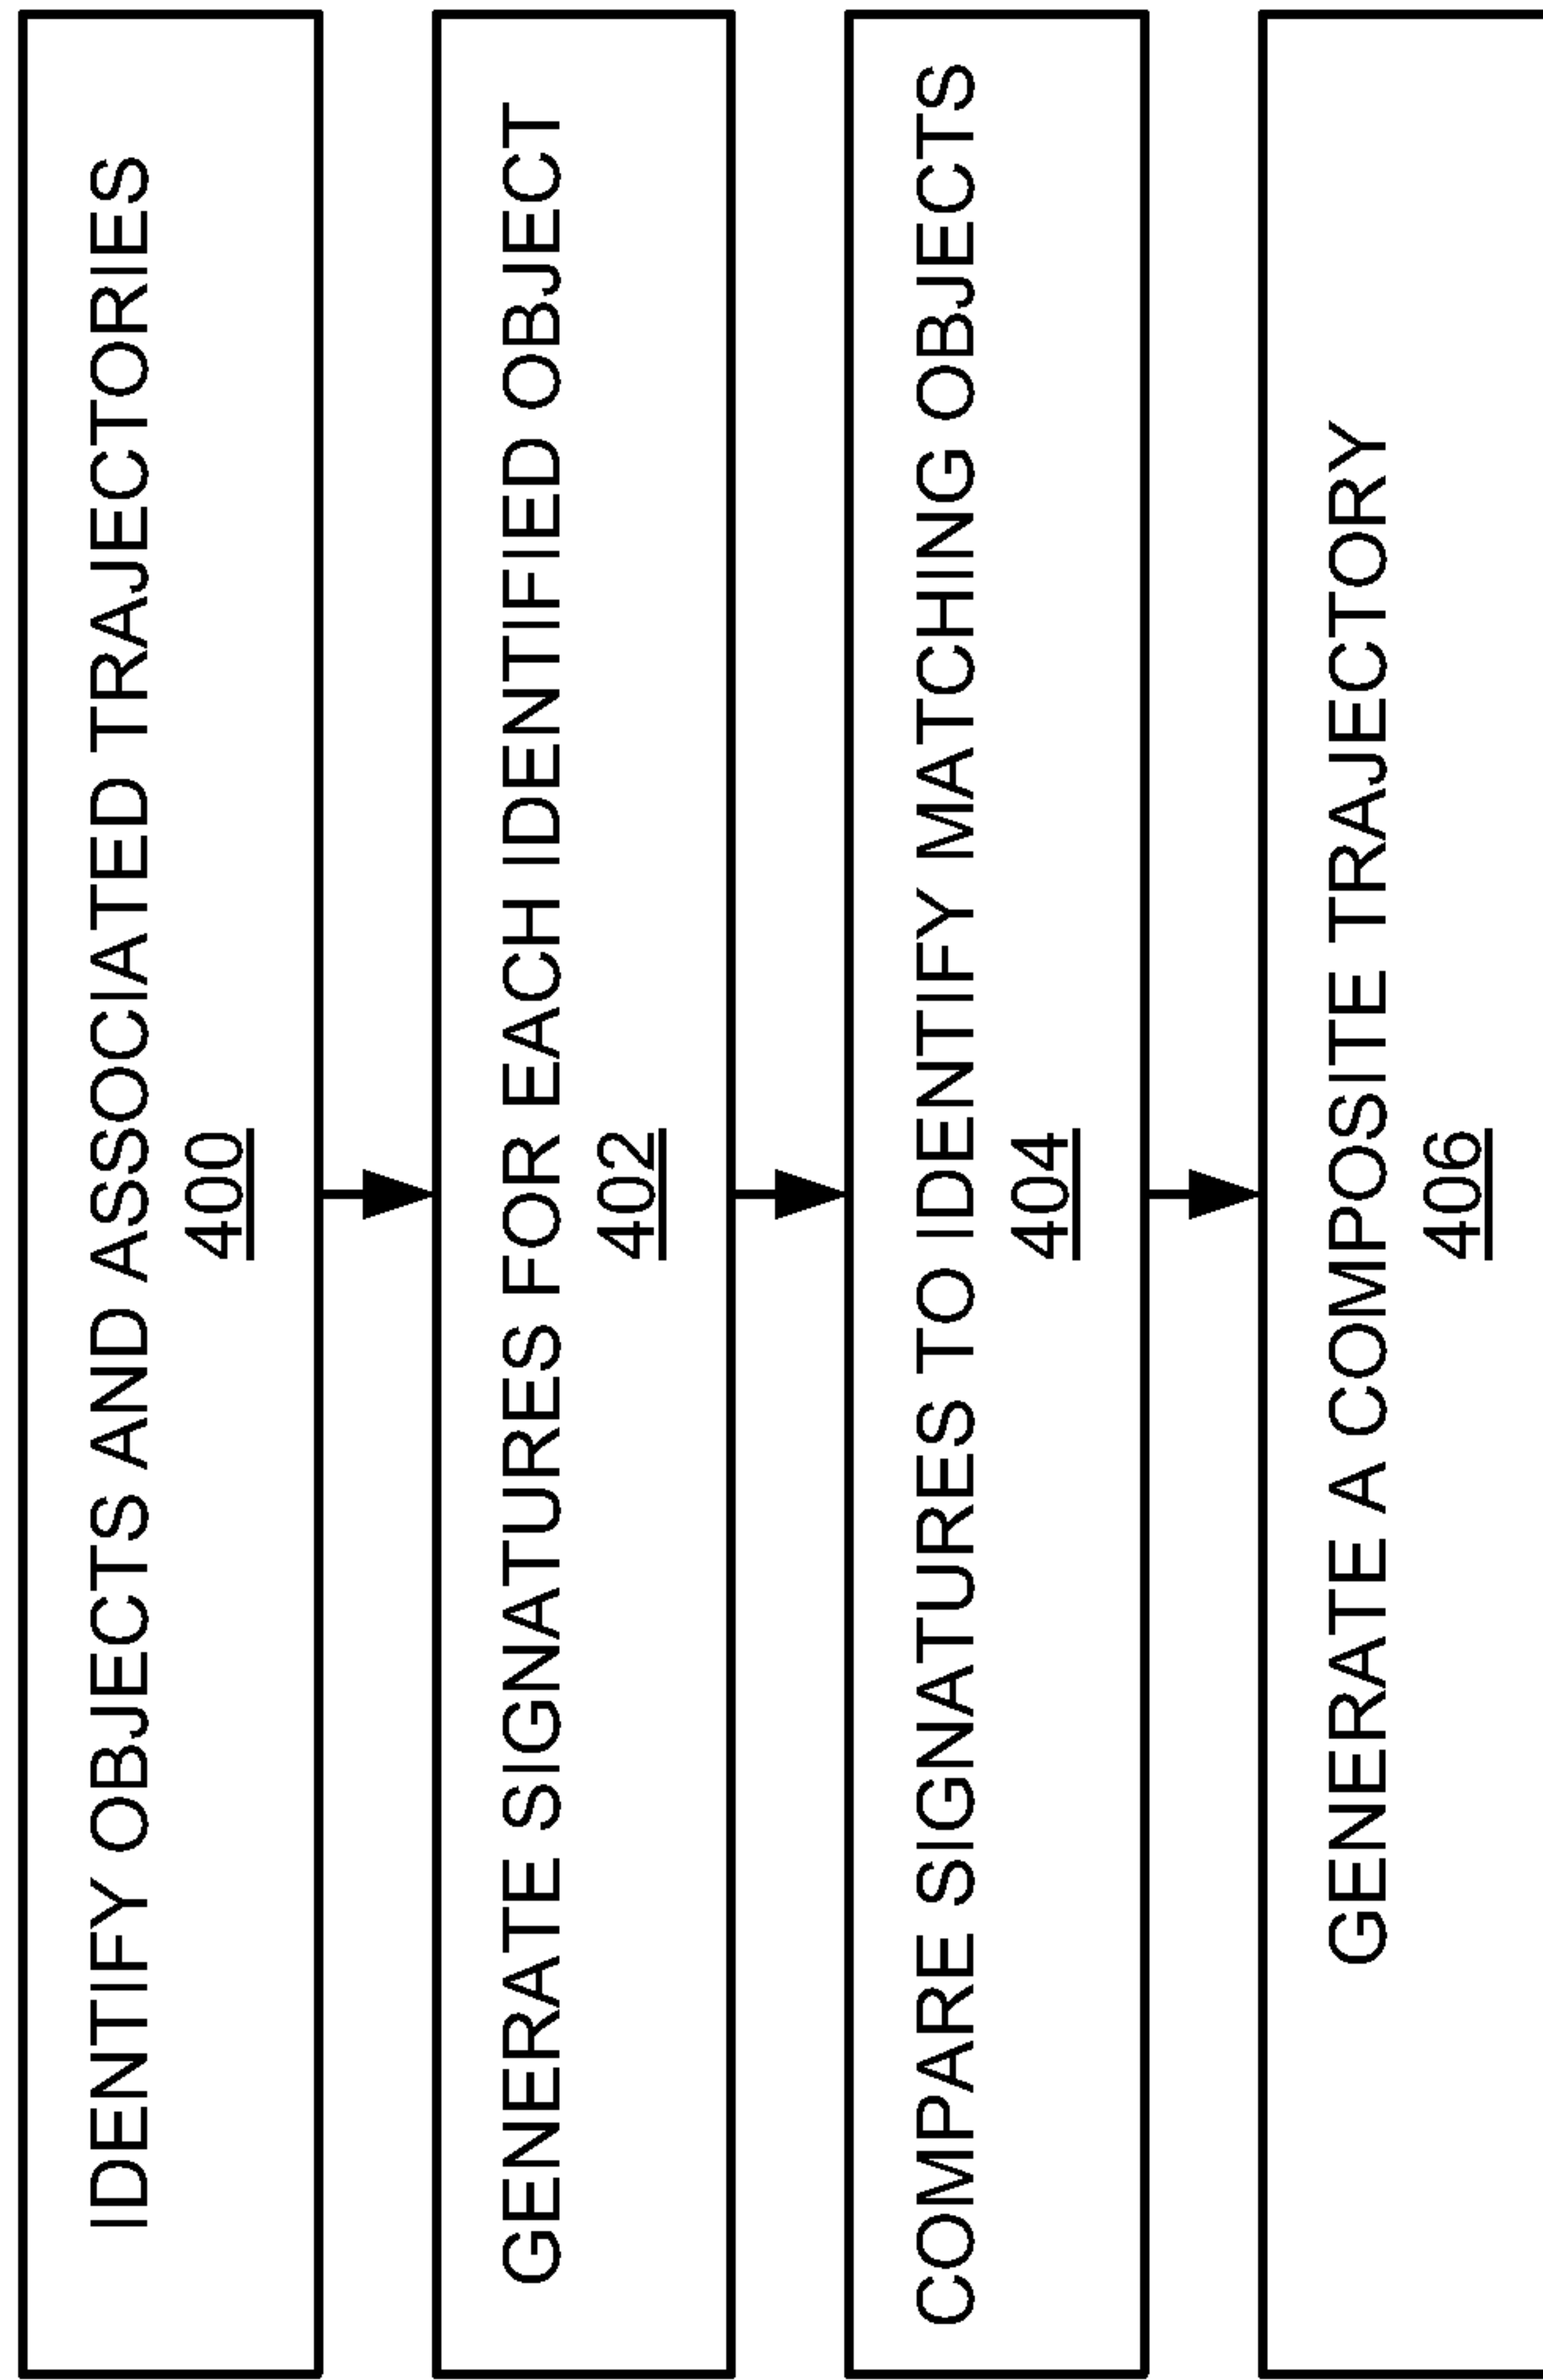 IDENTIFY OBJECTS AND ASSOCIATED TRAJECTORIES
400
GENERATE SIGNATURES FOR EACH IDENTIFIED OBJECT
402
COMPARE SIGNATURES TO IDENTIFY MATCHING OBJECTS
404
GENERATE A COMPOSITE TRAJECTORY
406